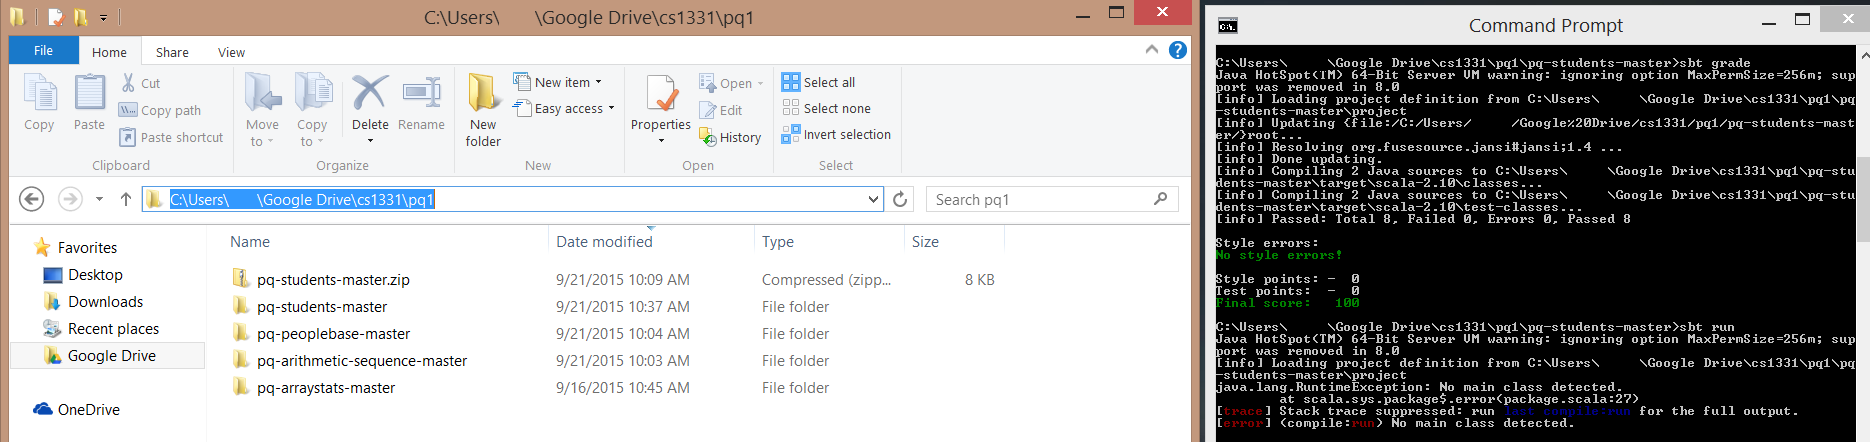 C:\Users\ \Google Drive\cs1331\pq1
File Home Share View
Copy
Paste
Cut
Copy path
Paste shortcut
Clipboard
Move to
Copy to
Delete
Rename
Organize
New folder
New item
Easy access
New
Properties
Open
Edit
History
Open
Select all
Select none
Invert selection
Select
C:\Users\ \Google Drive\cs1331\pq1
Search pq1
Favorites
Desktop
Downloads
Recent places
Google Drive
OneDrive
Name Date modified Type Size
pq-students-master.zip 9/21/2015 10:09 AM Compressed (zipp... 8 KB
pq-students-master 9/21/2015 10:37 AM File folder
pq-peoplebase-master 9/21/2015 10:04 AM File folder
pq-arithmetic-sequence-master 9/21/2015 10:03 AM File folder
pq-arraystats-master 9/16/2015 10:45 AM File folder
Command Prompt
C:\Users\ \Google Drive\cs1331\pq1\pq-students-master>sbt grade
Java HotSpot(TM) 64-Bit Server VM warning: ignoring option MaxPermSize=256m; sup
port was removed in 8.0
[info] Loading project definition from C:\Users\ \Google Drive\cs1331\pq1\pq
-students-master\project
[info] Updating {file:/C:/Users/ /Google%20Drive/cs1331/pq1/pq-students-mast
er/}root...
[info] Resolving org.fusesource.jansi#jansi;1.4 ...
[info] Done updating.
[info] Compiling 2 Java sources to C:\Users\ \Google Drive\cs1331\pq1\pq-stu
dents-master\target\scala-2.10\classes...
[info] Compiling 2 Java sources to C:\Users\ \Google Drive\cs1331\pq1\pq-stu
dents-master\target\scala-2.10\test-classes...
[info] Passed: Total 8, Failed 0, Errors 0, Passed 8
Style errors:
No style errors!
Style points: - 0
Test points: - 0
Final score: 100
C:\Users\ \Google Drive\cs1331\pq1\pq-students-master>sbt run
Java HotSpot(TM) 64-Bit Server VM warning: ignoring option MaxPermSize=256m; sup
port was removed in 8.0
[info] Loading project definition from C:\Users\ \Google Drive\cs1331\pq1\pq
-students-master\project
java.lang.RuntimeException: No main class detected.
at scala.sys.package$.error(package.scala:27)
[trace] Stack trace suppressed: run last compile:run for the full output.
[error] (compile:run) No main class detected.